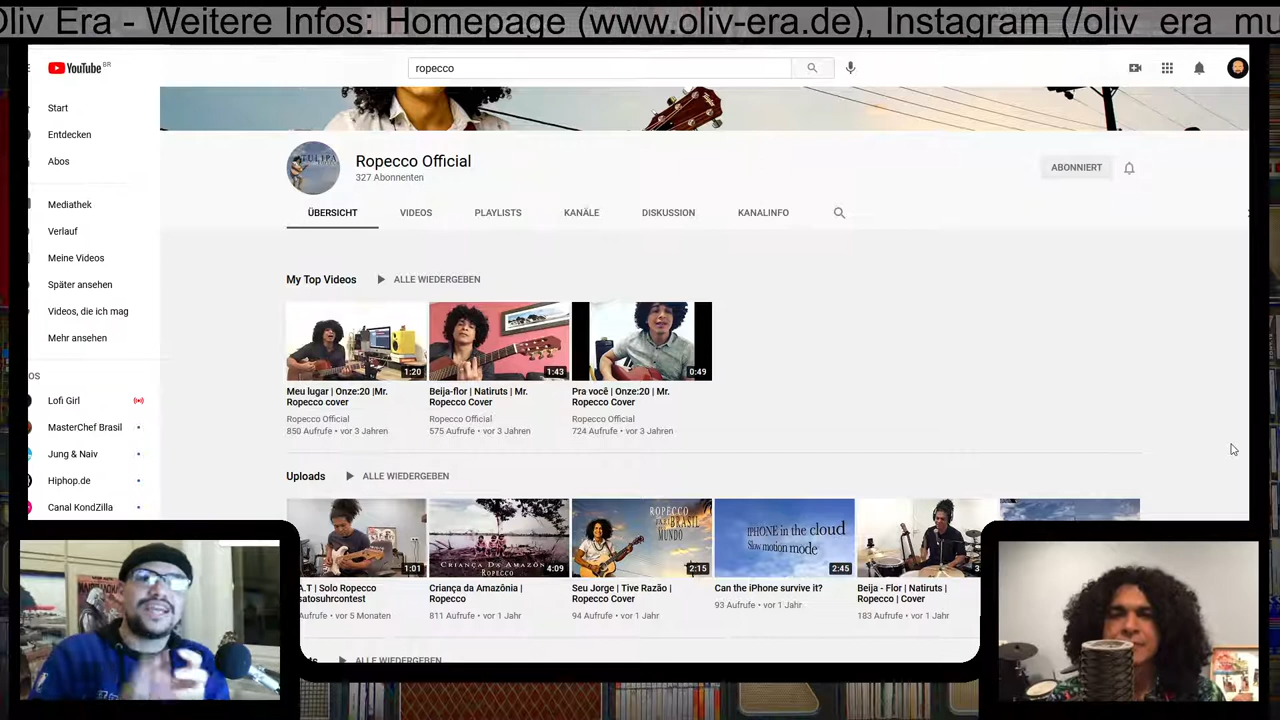 Oliv Era - Weitere Infos: Homepage (www.oliv-era.de), Instagram (/oliv_era_mu
YouTube BR
ropecco
Start
Entdecken
Abos
Mediathek
Verlauf
Meine Videos
Später ansehen
Videos, die ich mag
Mehr ansehen
OS
Lofi Girl
MasterChef Brasil
Jung & Naiv
Hiphop.de
Canal KondZilla
Ropecco Official
327 Abonnenten
ABONNIERT
ÜBERSICHT VIDEOS PLAYLISTS KANÄLE DISKUSSION KANALINFO
My Top Videos ALLE WIEDERGEBEN
1:20
Meu lugar | Onze:20 |Mr.
Ropecco cover
Ropecco Official
850 Aufrufe • vor 3 Jahren
1:43
Beija-flor | Natiruts | Mr.
Ropecco Cover
Ropecco Official
575 Aufrufe • vor 3 Jahren
0:49
Pra você | Onze:20 | Mr.
Ropecco Cover
Ropecco Official
724 Aufrufe • vor 3 Jahren
Uploads ALLE WIEDERGEBEN
1:01
A.T | Solo Ropecco
satosuhrcontest
Aufrufe • vor 5 Monaten
CRIANÇA DA AMAZÔNIA
ROPECCO
4:09
Criança da Amazônia |
Ropecco
811 Aufrufe • vor 1 Jahr
ROPECCO
BRASIL
MUNDO
2:15
Seu Jorge | Tive Razão |
Ropecco Cover
94 Aufrufe • vor 1 Jahr
IPHONE in the cloud
Slow motion mode
2:45
Can the iPhone survive it?
93 Aufrufe • vor 1 Jahr
3
Beija - Flor | Natiruts |
Ropecco | Cover
183 Aufrufe • vor 1 Jahr
ALLE WIEDERGEBEN